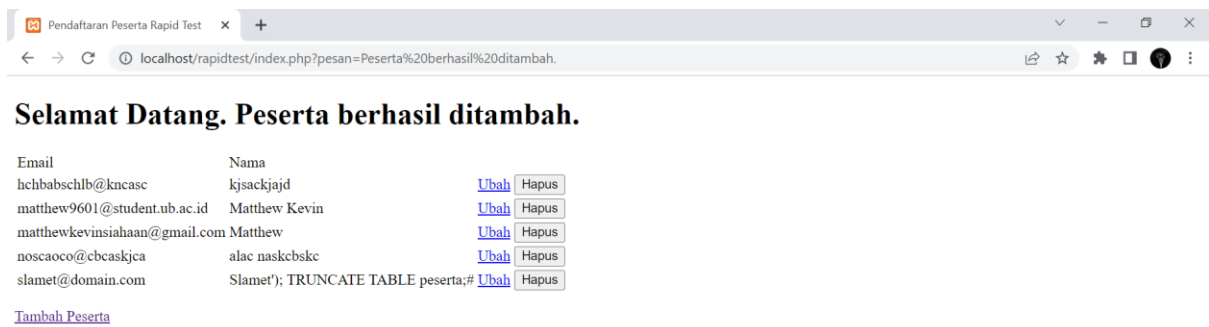 Pendaftaran Peserta Rapid Test
localhost/rapidtest/index.php?pesan=Peserta%20berhasil%20ditambah.
Selamat Datang. Peserta berhasil ditambah.
Email Nama
hchbabschlb@kncasc kjsackjajd Ubah Hapus
matthew9601@student.ub.ac.id Matthew Kevin Ubah Hapus
matthewkevinsiahaan@gmail.com Matthew Ubah Hapus
noscaoco@cbcaskjca alac naskcbskc Ubah Hapus
slamet@domain.com Slamet'); TRUNCATE TABLE peserta;# Ubah Hapus
Tambah Peserta